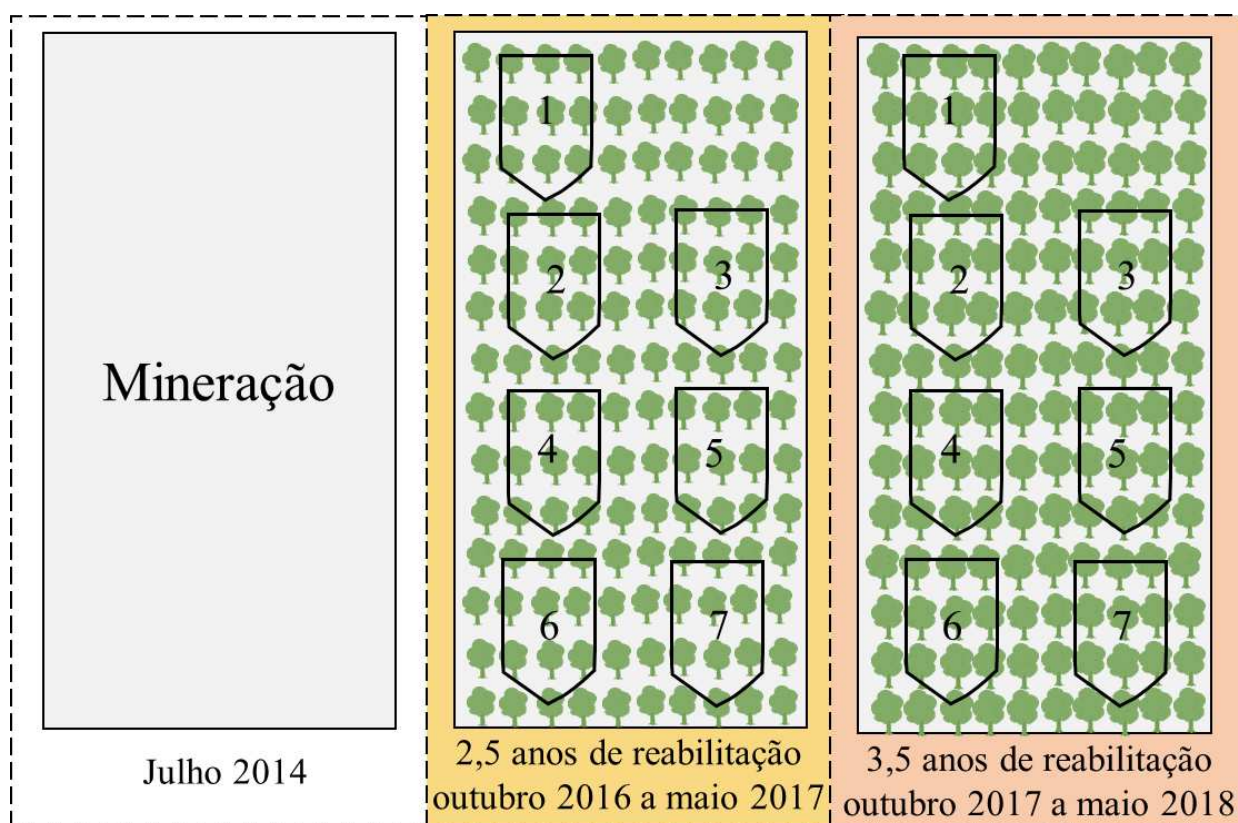 Mineração
Julho 2014
1
2
3
4
5
6
7
2,5 anos de reabilitação
outubro 2016 a maio 2017
1
2
3
4
5
6
7
3,5 anos de reabilitação
outubro 2017 a maio 2018